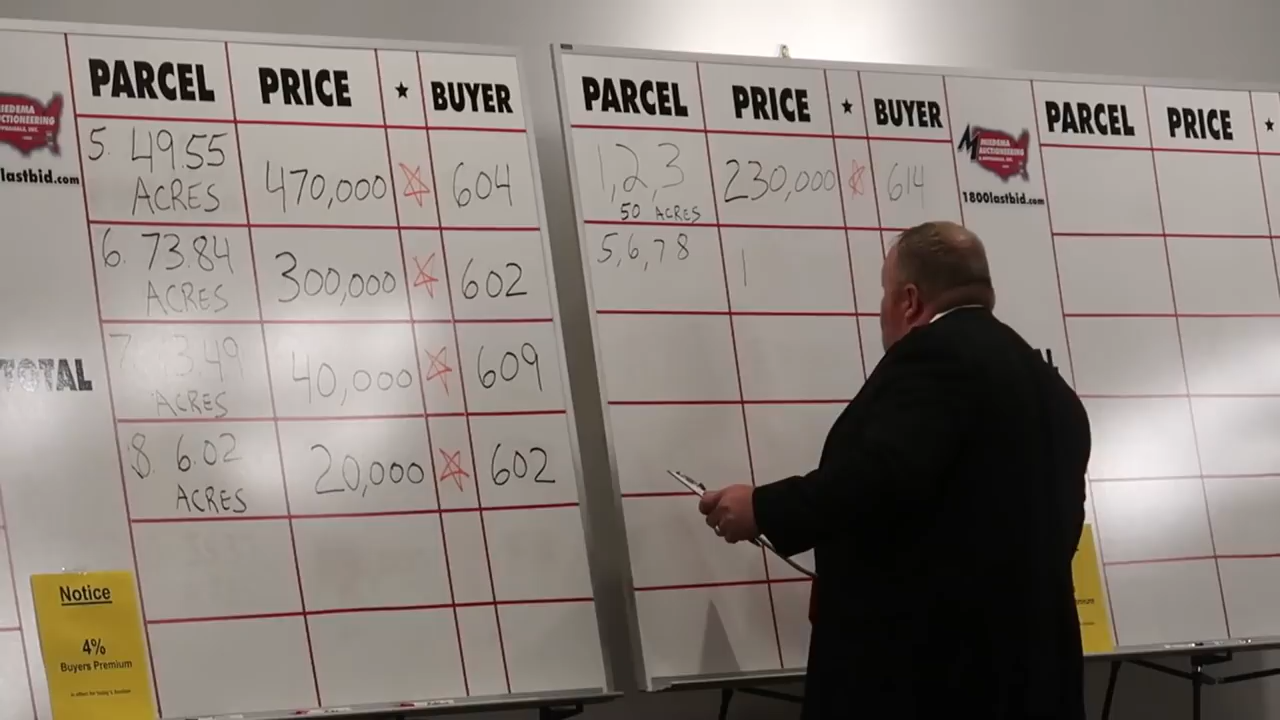 PARCEL PRICE ★ BUYER
5. 49.55 ACRES 470,000 ☆ 604
6. 73.84 ACRES 300,000 ☆ 602
ACRES 40,000 ☆ 609
8. 6.02 ACRES 20,000 ☆ 602
lastbid.com
TOTAL
Notice
4%
Buyers Premium
PARCEL PRICE ★ BUYER
1,2,3 50 ACRES 230,000 ☆ 614
5,6,7 8 1
MIEDEMA
AUCTIONEERING
1800lastbid.com
PARCEL PRICE ★